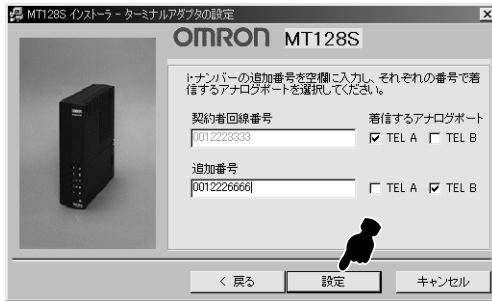 MT128S インストーラ - ターミナルアダプタの設定
OMRON MT128S
i・ナンバーの追加番号を空欄に入力し、それぞれの番号で着
信するアナログポートを選択してください。
契約者回線番号 着信するアナログポート
0012223333 TEL A TEL B
追加番号
0012226666 TEL A TEL B
< 戻る 設定 キャンセル